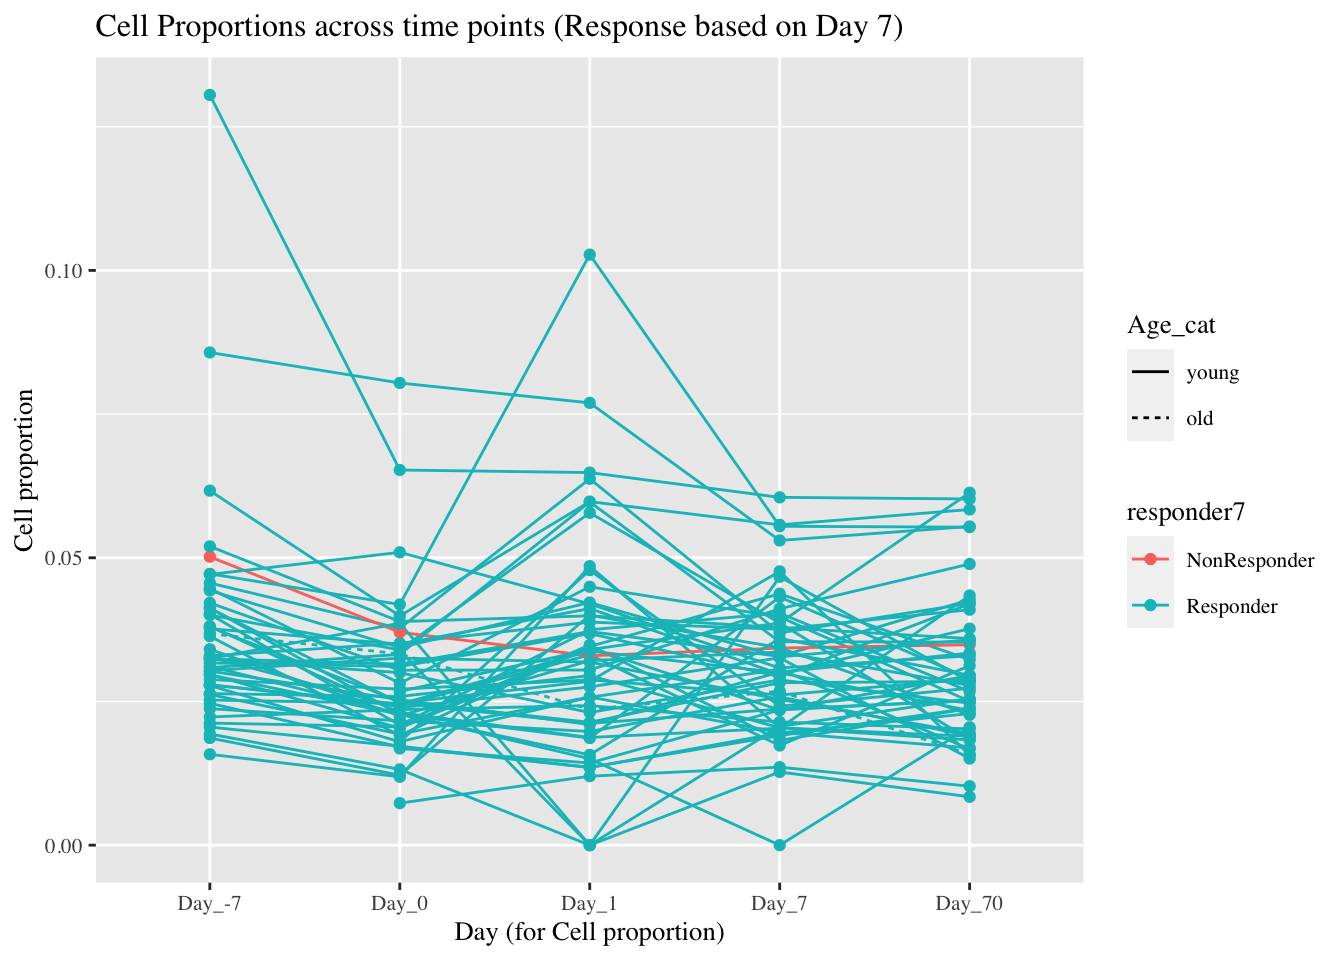 Cell Proportions across time points (Response based on Day 7)
Cell proportion
0.10
0.05
0.00
Day_-7
Day_0
Day_1
Day_7
Day_70
Day (for Cell proportion)
Age_cat
young
old
responder7
NonResponder
Responder